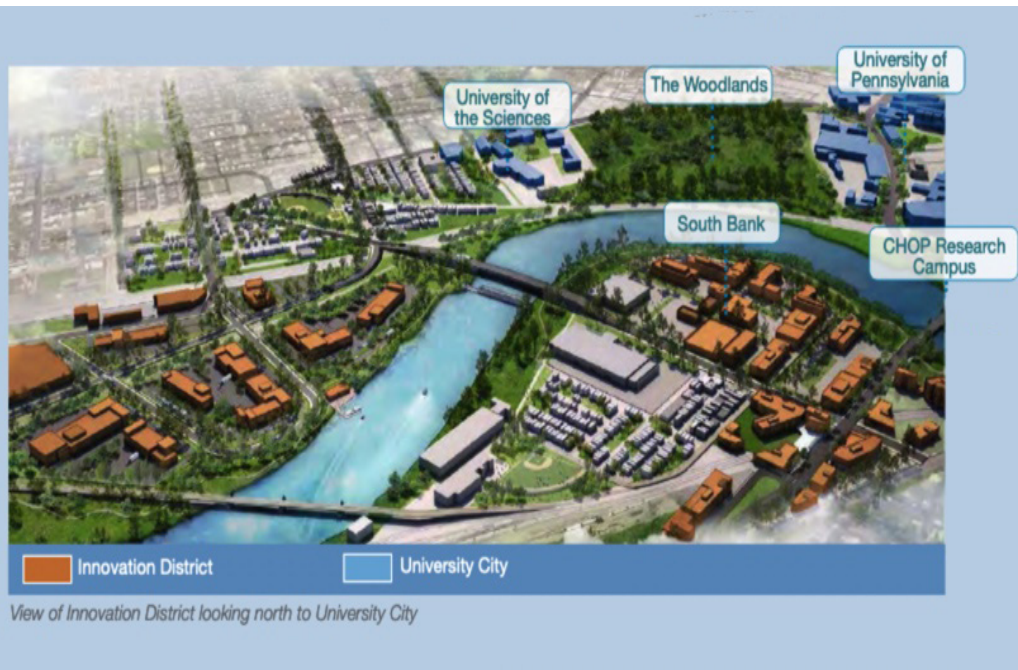 University of
Pennsylvania
The Woodlands
University of
the Sciences
South Bank
CHOP Research
Campus
Innovation District
University City
View of Innovation District looking north to University City